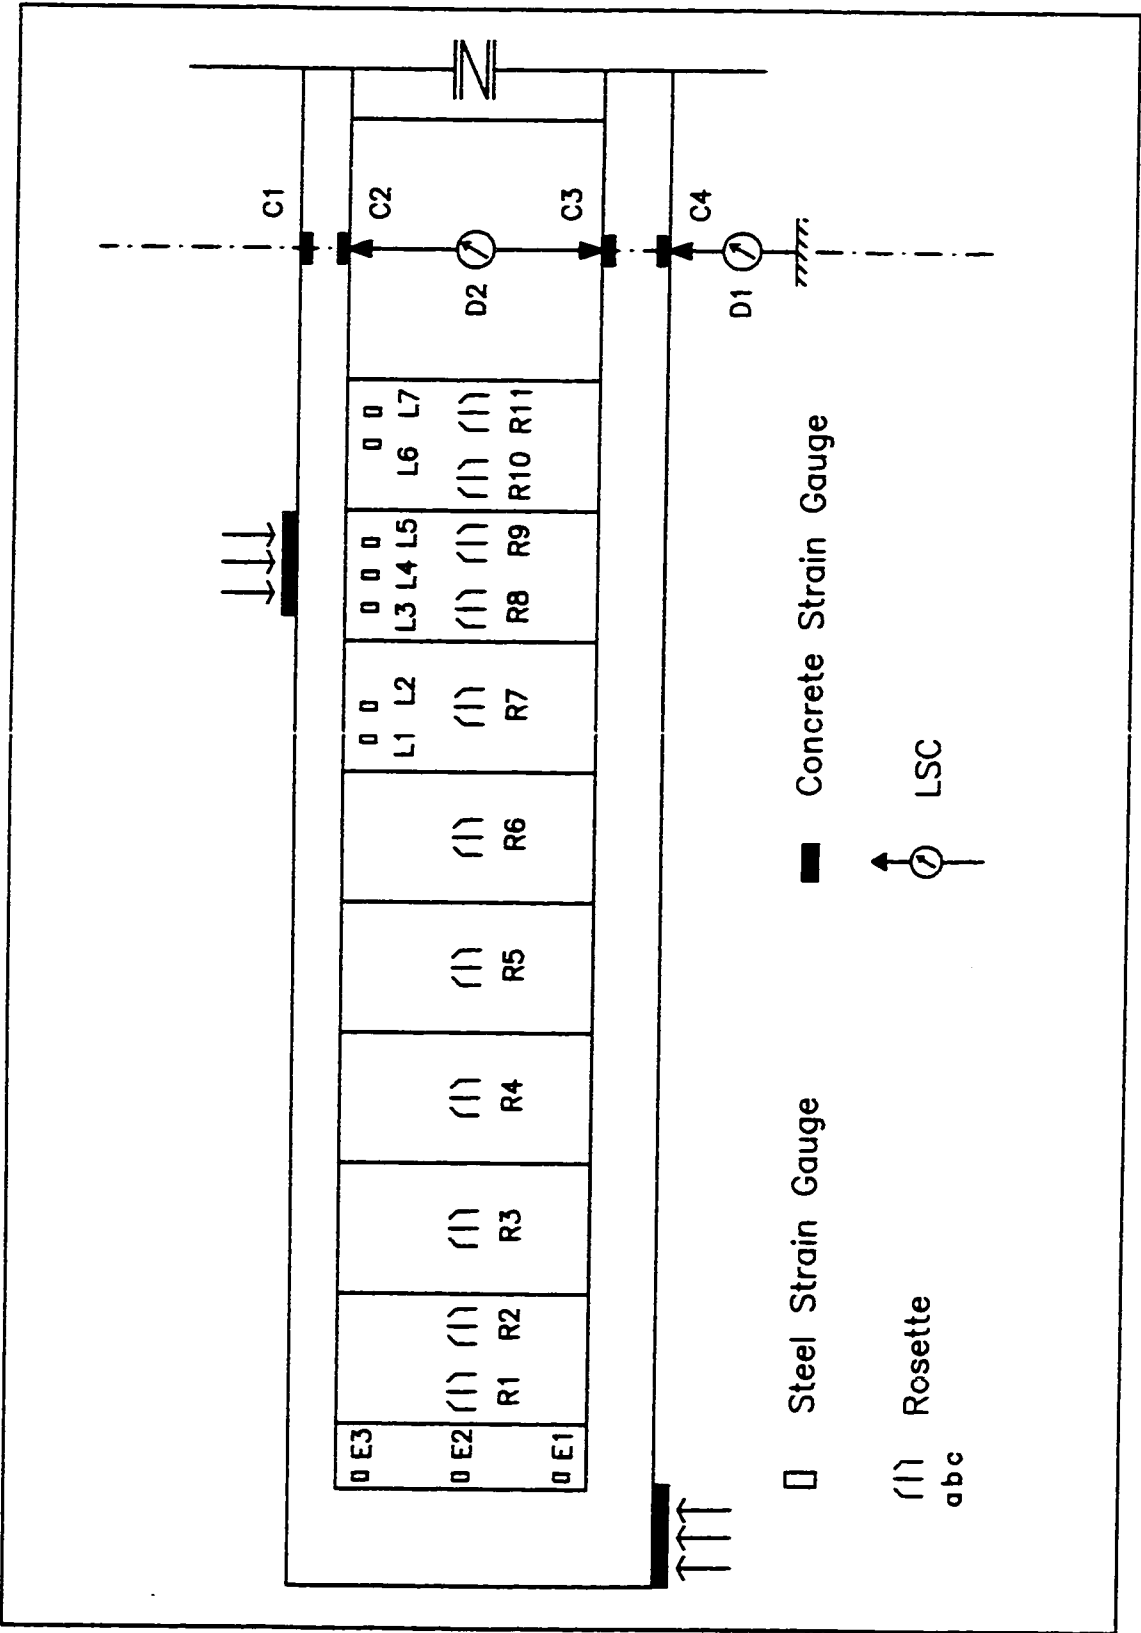 C1
C2
C3
C4
D2
D1
L1 L2
L3 L4 L5
L6 L7
E3
E2
E1
R1 R2
R3
R4
R5
R6
R7
R8 R9
R10 R11
Steel Strain Gauge
Concrete Strain Gauge
Rosette
abc
LSC